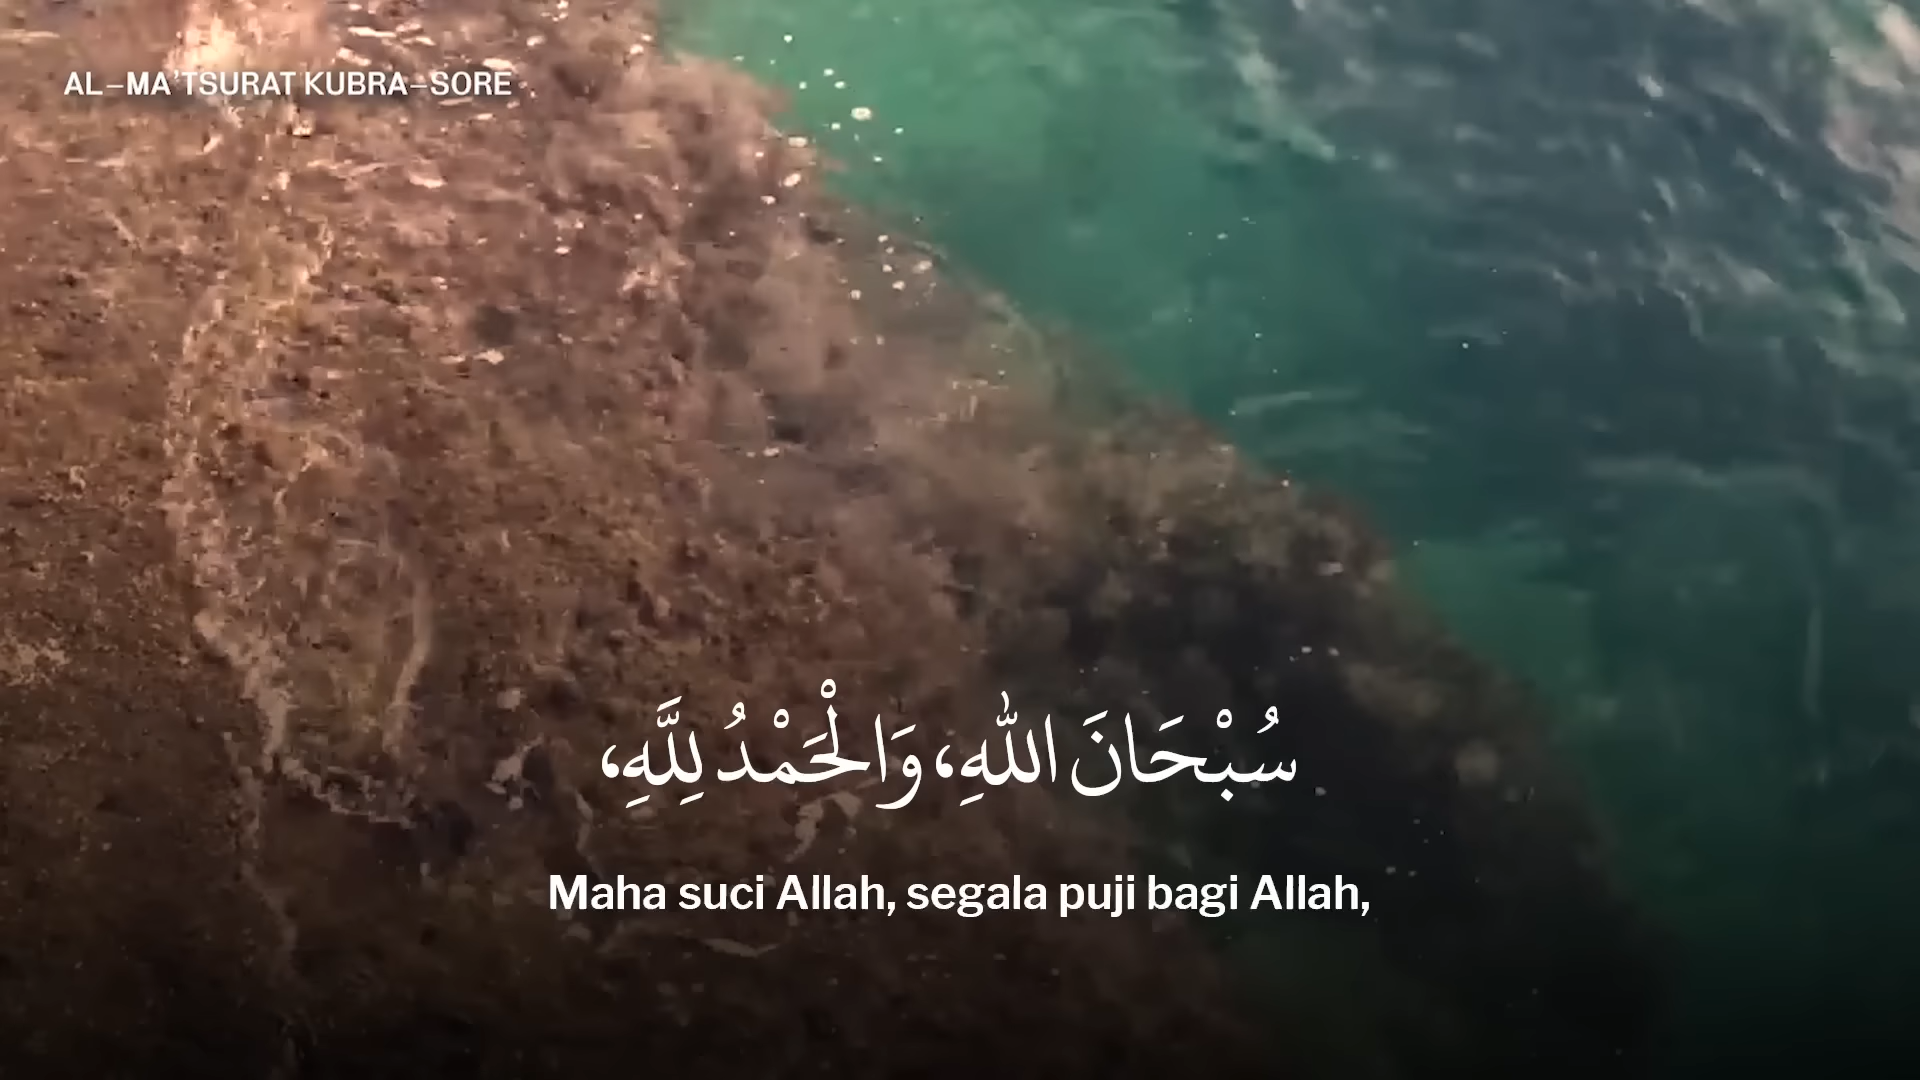 AL-MA'TSURAT KUBRA-SORE
سُبْحَانَ اللهِ، وَالْحَمْدُ لِلَّهِ،
Maha suci Allah, segala puji bagi Allah,